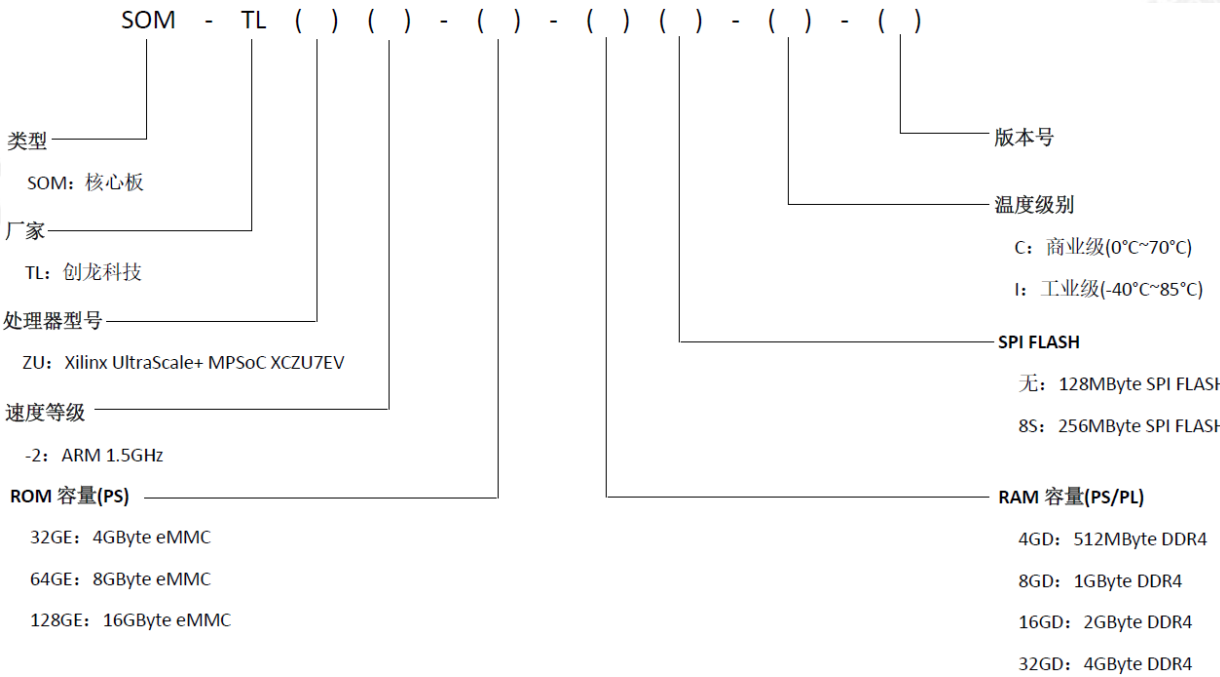 SOM - TL ( ) ( ) - ( ) - ( ) ( ) - ( ) - ( )
类型
SOM：核心板
厂家
TL：创龙科技
处理器型号
ZU：Xilinx UltraScale+ MPSoC XCZU7EV
速度等级
-2：ARM 1.5GHz
ROM 容量(PS)
32GE：4GByte eMMC
64GE：8GByte eMMC
128GE：16GByte eMMC
版本号
温度级别
C：商业级(0°C~70°C)
I：工业级(-40°C~85°C)
SPI FLASH
无：128MByte SPI FLASH
8S：256MByte SPI FLASH
RAM 容量(PS/PL)
4GD：512MByte DDR4
8GD：1GByte DDR4
16GD：2GByte DDR4
32GD：4GByte DDR4